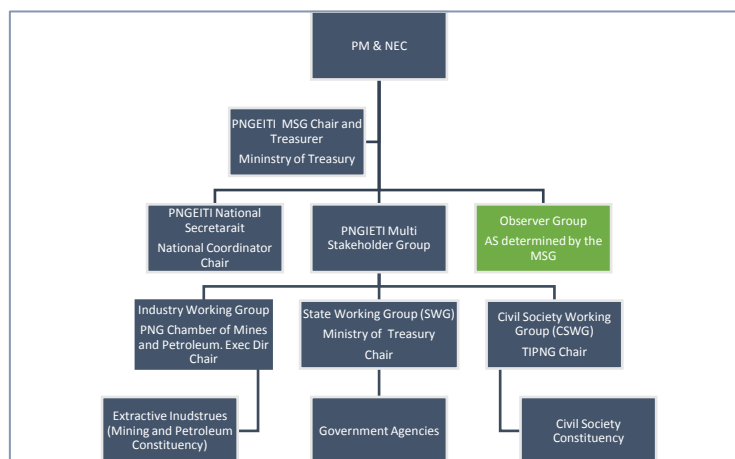 PM & NEC
PNGEITI  MSG Chair and
Treasurer
Mininstry of Treasury
PNGEITI National
Secretarait
National Coordinator
Chair
PNGIETI Multi
Stakeholder Group
Observer Group
AS determined by the
MSG
Industry Working Group
PNG Chamber of Mines
and Petroleum. Exec Dir
Chair
State Working Group (SWG)
Ministry of  Treasury
Chair
Civil Society Working
Group (CSWG)
TIPNG Chair
Extractive Inudstrues
(Mining and Petroleum
Constituency)
Government Agencies
Civil Society
Constituency